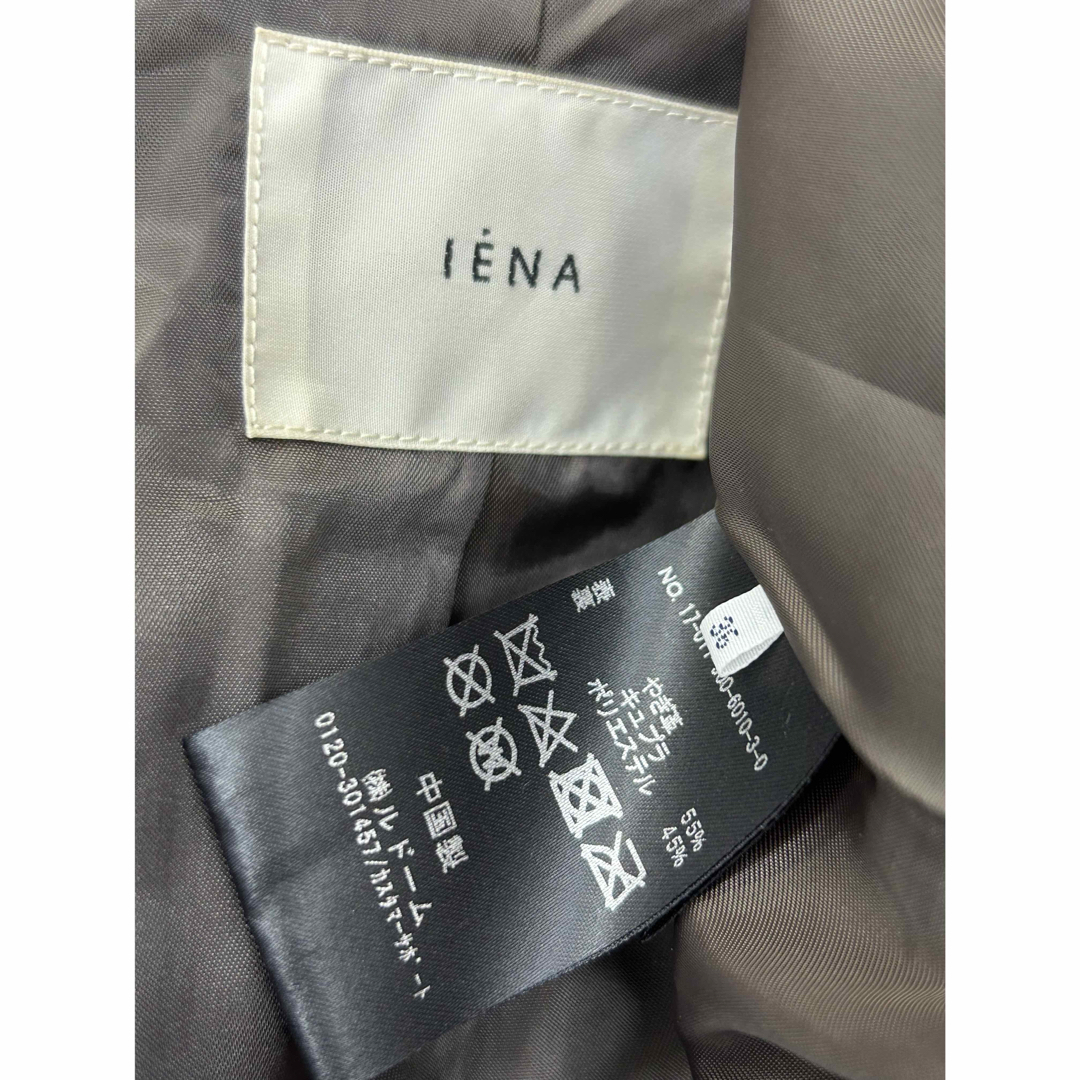 IÉNA
36
NO. 17-011-900-6010-3-0
表 やぎ革
裏 キュプラ 55%
ポリエステル 45%
中国製
㈱ル ドーム
0120-301457/カスタマーサポート